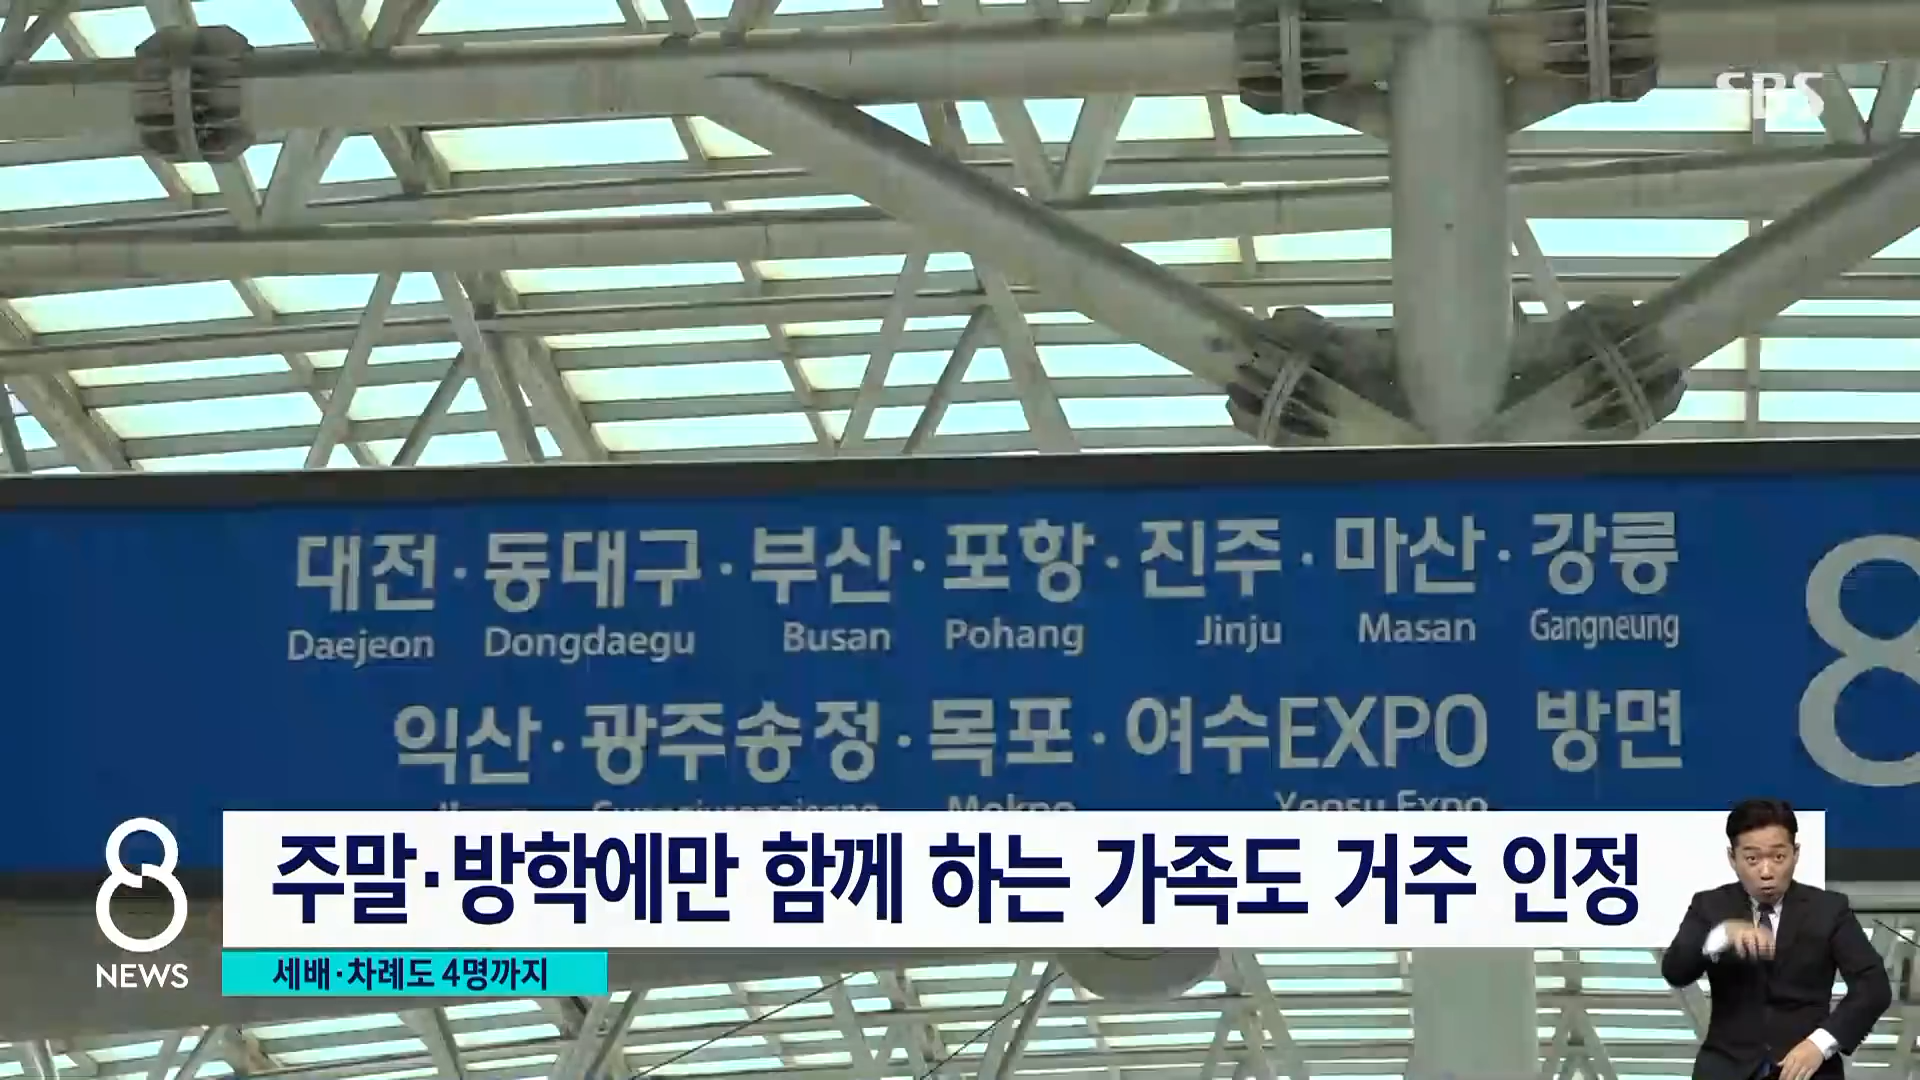 SBS
대전·동대구·부산·포항·진주·마산·강릉
Daejeon Dongdaegu Busan Pohang Jinju Masan Gangneung
8
익산·광주송정·목포·여수EXPO 방면
Mokpo Yeosu Expo
주말·방학에만 함께 하는 가족도 거주 인정
8 NEWS
세배·차례도 4명까지